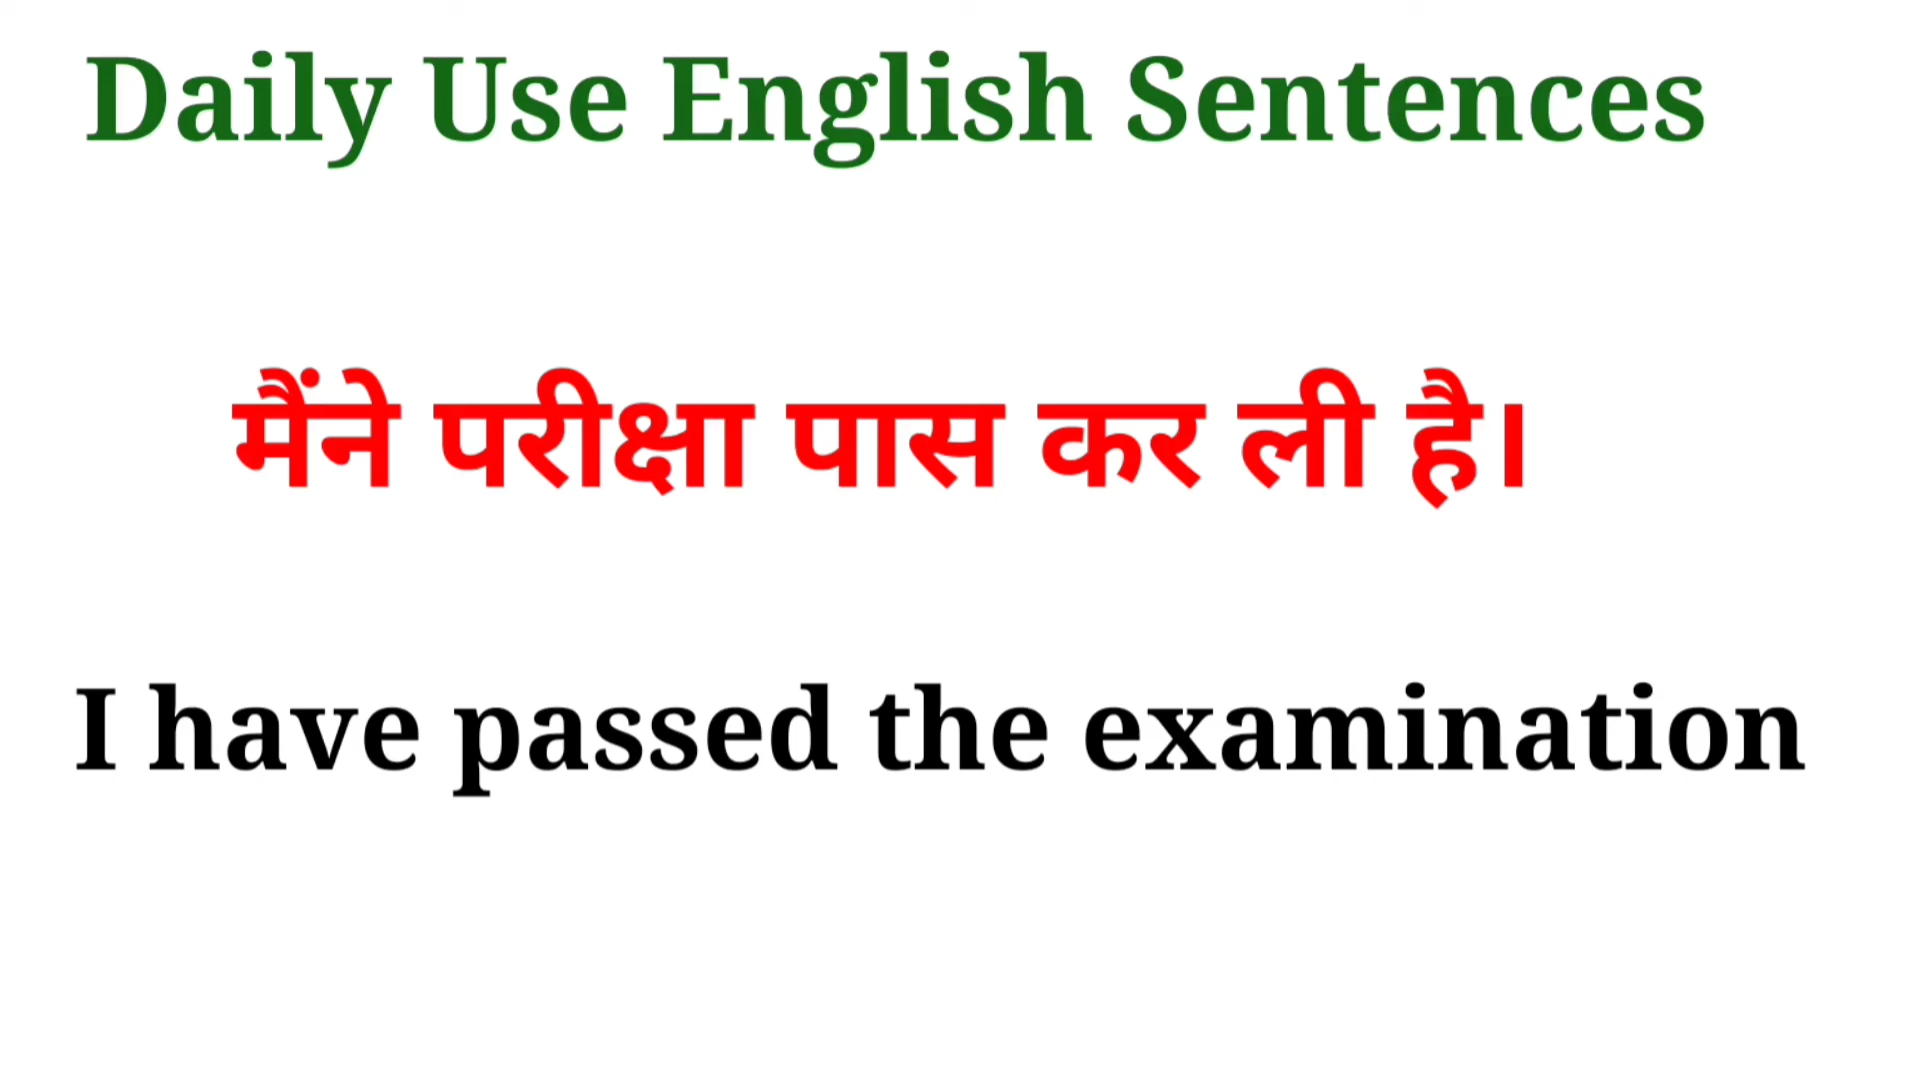 Daily Use English Sentences
मैंने परीक्षा पास कर ली है।
I have passed the examination